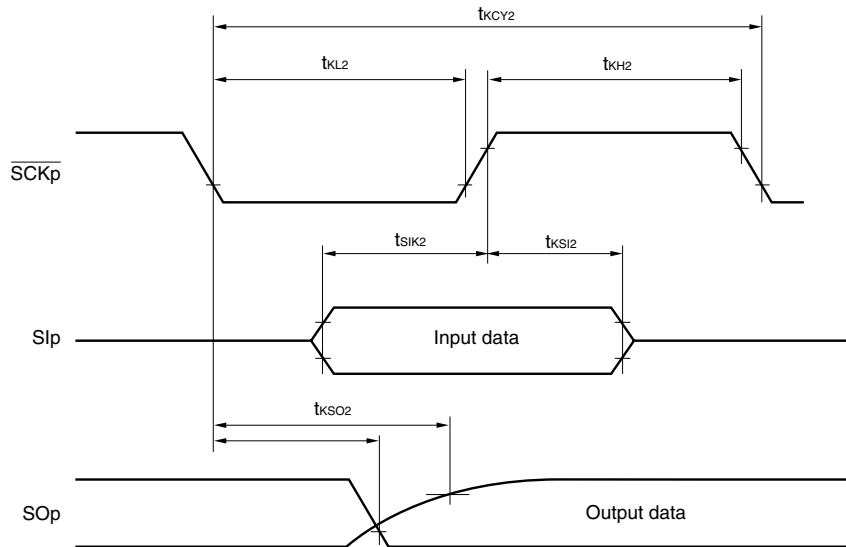 tKCY2
tKL2
tKH2
SCKp
tSIK2
tKSI2
SIp
Input data
tKSO2
SOp
Output data